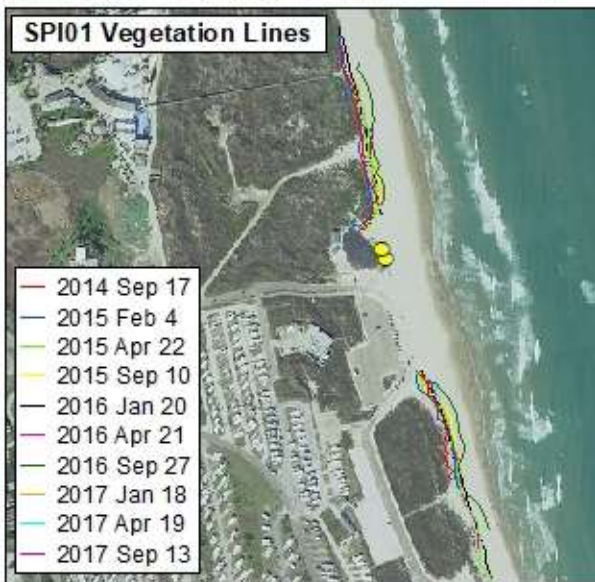 SPI01 Vegetation Lines
2014 Sep 17
2015 Feb 4
2015 Apr 22
2015 Sep 10
2016 Jan 20
2016 Apr 21
2016 Sep 27
2017 Jan 18
2017 Apr 19
2017 Sep 13